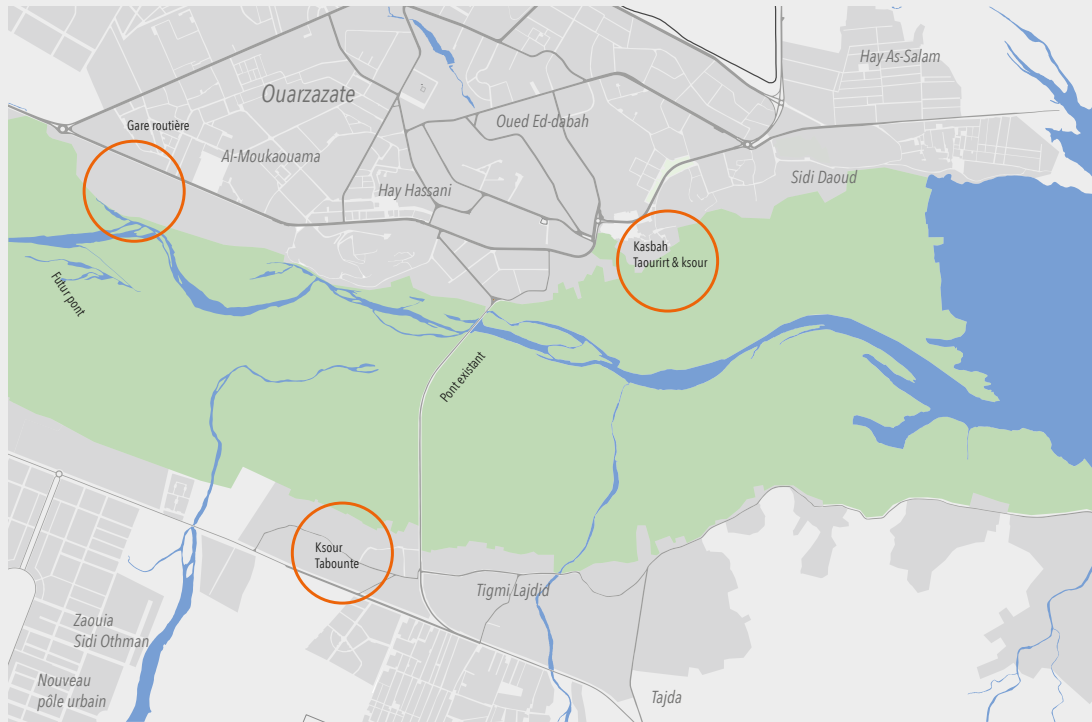 Hay As-Salam
Ouarzazate
Gare routière
Oued Ed-dabah
Al-Moukaouama
Hay Hassani
Sidi Daoud
Kasbah
Taourirt & ksour
Futur pont
Pont existant
Ksour
Tabounte
Tigmi Lajdid
Zaouia
Sidi Othman
Nouveau
pôle urbain
Tajda